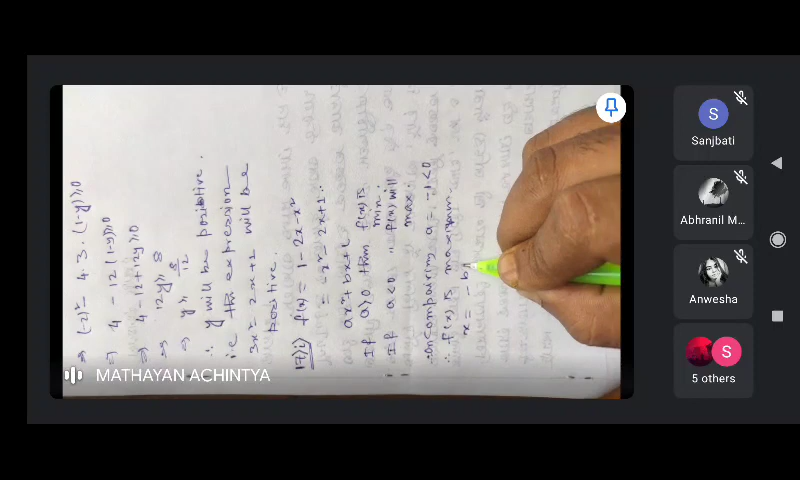 ⇒ (-2)² - 4·3·(1-y) ≥ 0
⇒ 4 - 12(1-y) ≥ 0
⇒ 4 - 12 + 12y ≥ 0
⇒ 12y ≥ 8
⇒ y ≥ 8/12
∴ y will be positive.
i.e the expression
3x² - 2x + 1 will be
positive.
17) i) f(x) = 1 - 2x - x²
= -x² - 2x + 1.
ax² + bx + c
If a > 0 then f(x) is min.
If a < 0, " f(x) will max.
∴ on comparing, a = -1 < 0
∴ f(x) is maximum.
x = -b
MATHAYAN ACHINTYA
S
Sanjbati
Abhranil M...
Anwesha
S
5 others